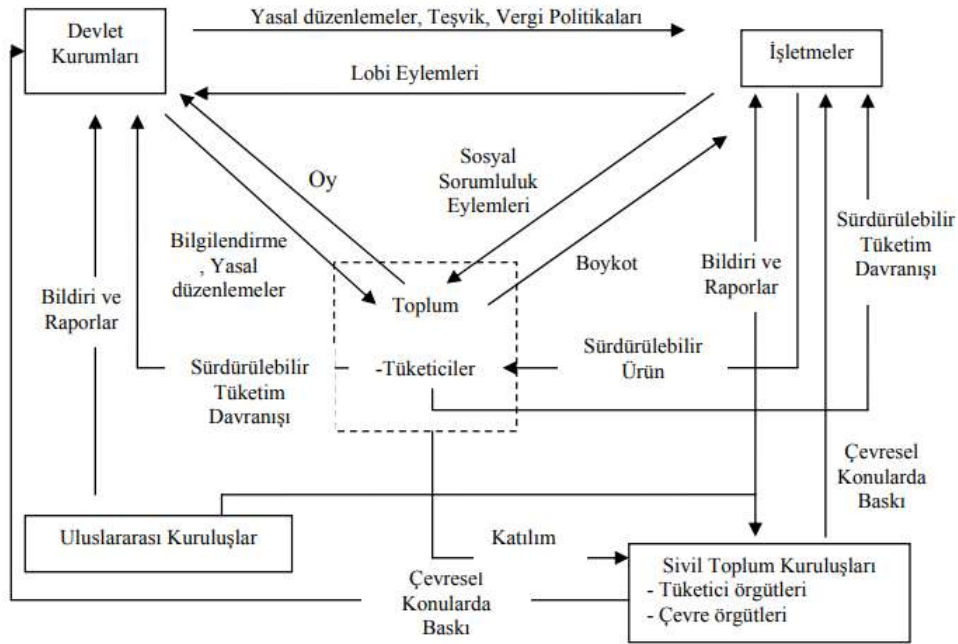 Yasal düzenlemeler, Teşvik, Vergi Politikaları
Devlet
Kurumları
İşletmeler
Lobi Eylemleri
Oy
Sosyal
Sorumluluk
Eylemleri
Sürdürülebilir
Tüketim
Davranışı
Bilgilendirme
, Yasal
düzenlemeler
Boykot
Bildiri ve
Raporlar
Bildiri ve
Raporlar
Toplum
-Tüketiciler
Sürdürülebilir
Tüketim
Davranışı
Sürdürülebilir
Ürün
Çevresel
Konularda
Baskı
Uluslararası Kuruluşlar
Katılım
Çevresel
Konularda
Baskı
Sivil Toplum Kuruluşları
- Tüketici örgütleri
- Çevre örgütleri